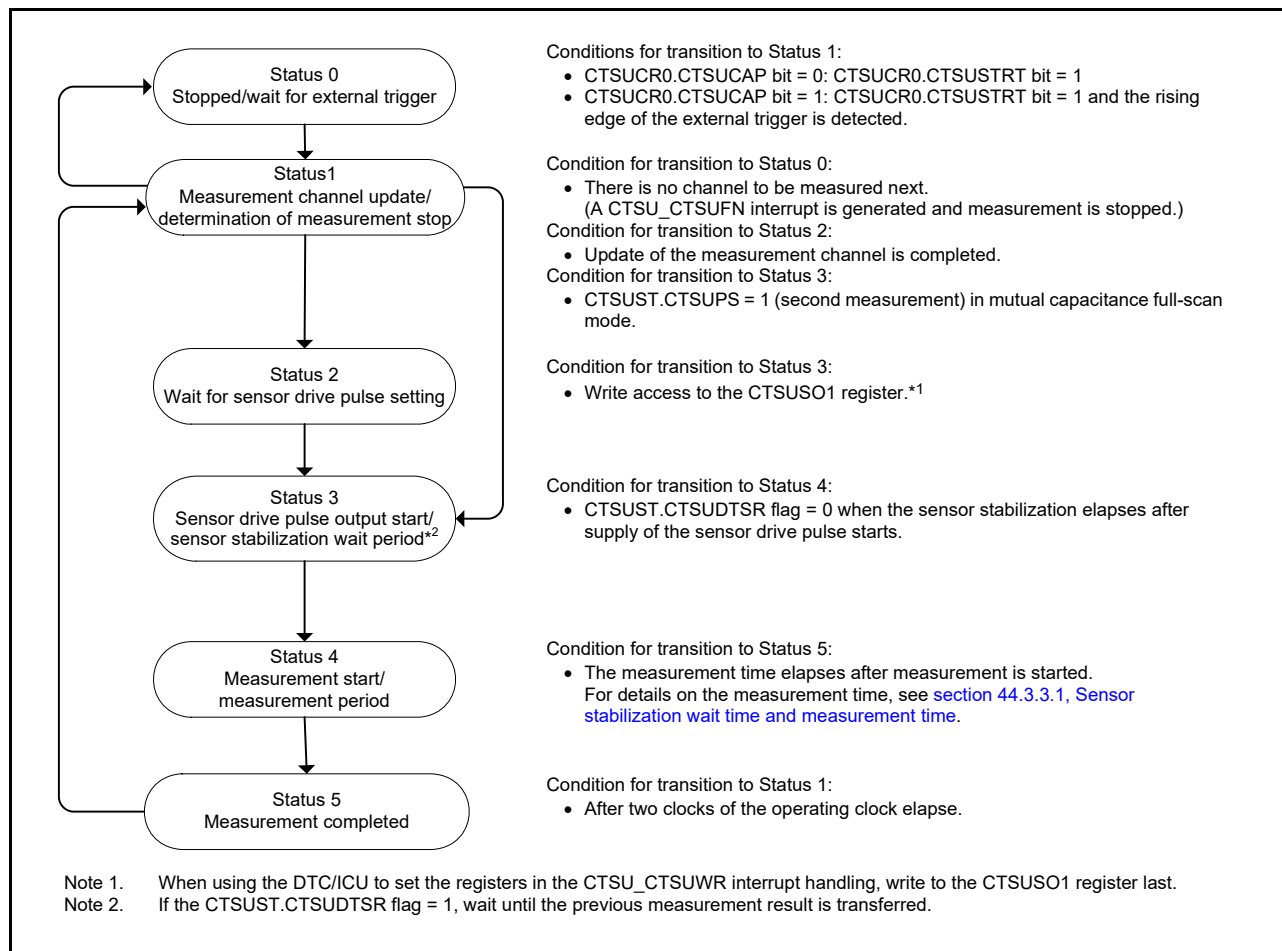 Status 0
Stopped/wait for external trigger
Conditions for transition to Status 1:
• CTSUCR0.CTSUCAP bit = 0: CTSUCR0.CTSUSTRT bit = 1
• CTSUCR0.CTSUCAP bit = 1: CTSUCR0.CTSUSTRT bit = 1 and the rising
edge of the external trigger is detected.
Status1
Measurement channel update/
determination of measurement stop
Condition for transition to Status 0:
• There is no channel to be measured next.
(A CTSU_CTSUFN interrupt is generated and measurement is stopped.)
Condition for transition to Status 2:
• Update of the measurement channel is completed.
Condition for transition to Status 3:
• CTSUST.CTSUPS = 1 (second measurement) in mutual capacitance full-scan
mode.
Status 2
Wait for sensor drive pulse setting
Condition for transition to Status 3:
• Write access to the CTSUSO1 register.*1
Status 3
Sensor drive pulse output start/
sensor stabilization wait period*2
Condition for transition to Status 4:
• CTSUST.CTSUDTSR flag = 0 when the sensor stabilization elapses after
supply of the sensor drive pulse starts.
Status 4
Measurement start/
measurement period
Condition for transition to Status 5:
• The measurement time elapses after measurement is started.
For details on the measurement time, see section 44.3.3.1, Sensor
stabilization wait time and measurement time.
Status 5
Measurement completed
Condition for transition to Status 1:
• After two clocks of the operating clock elapse.
Note 1. When using the DTC/ICU to set the registers in the CTSU_CTSUWR interrupt handling, write to the CTSUSO1 register last.
Note 2. If the CTSUST.CTSUDTSR flag = 1, wait until the previous measurement result is transferred.